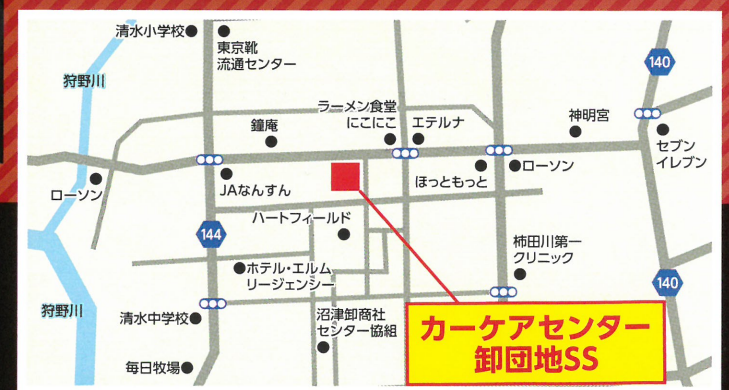 清水小学校
東京靴
流通センター
140
狩野川
ラーメン食堂
にこにこ
エテルナ
神明宮
鐘庵
セブン
イレブン
ローソン
JAなんすん
ほっともっと
ローソン
144
ハートフィールド
柿田川第一
クリニック
ホテル・エルム
リージェンシー
140
狩野川
清水中学校
沼津卸商社
センター協組
カーケアセンター
卸団地SS
毎日牧場